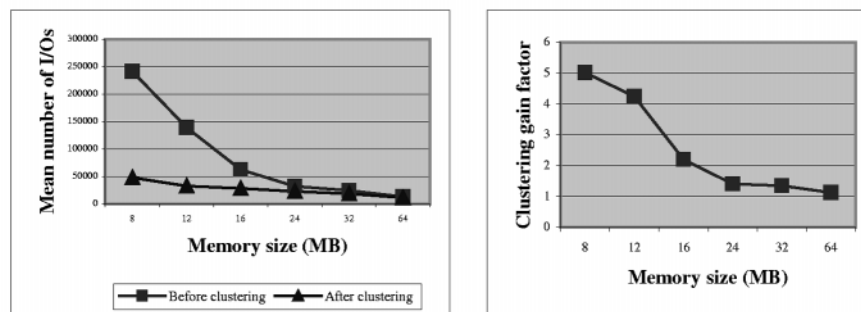 Mean number of I/Os
300000
250000
200000
150000
100000
50000
0
8 12 16 24 32 64
Memory size (MB)
Before clustering After clustering
Clustering gain factor
6
5
4
3
2
1
0
8 12 16 24 32 64
Memory size (MB)